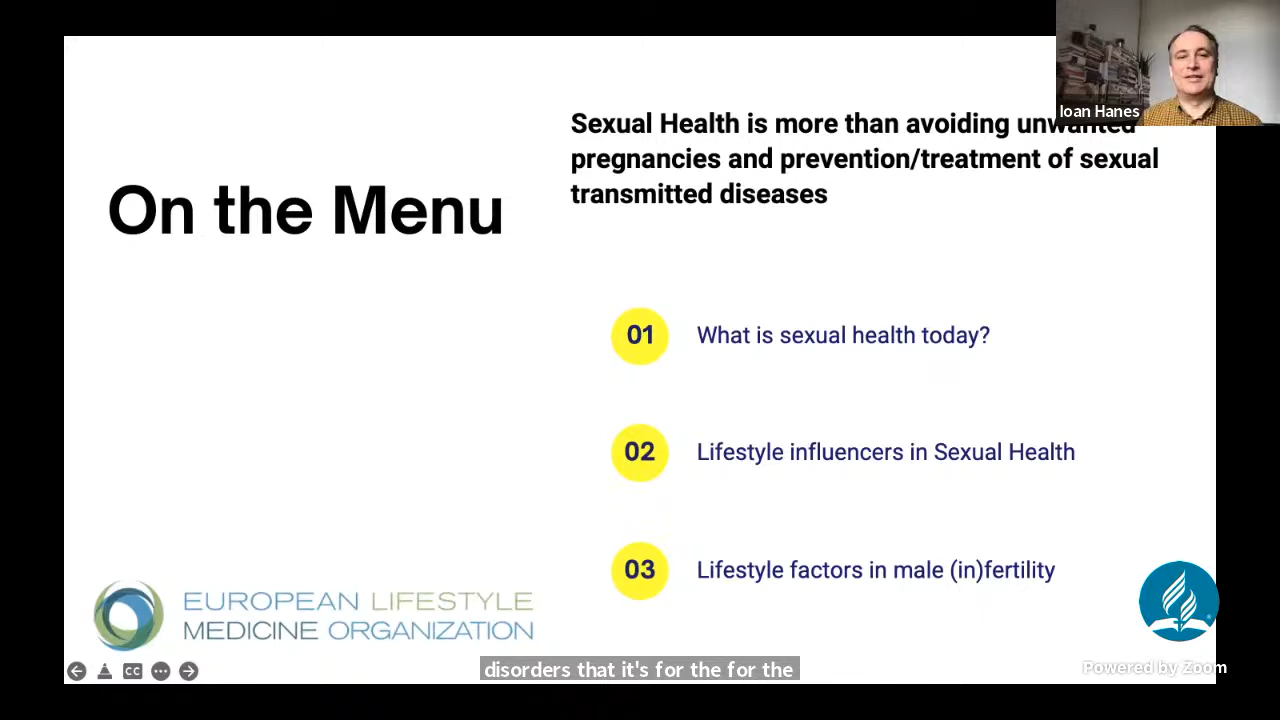 Ioan Hanes
Sexual Health is more than avoiding unwanted
pregnancies and prevention/treatment of sexual
transmitted diseases
On the Menu
01 What is sexual health today?
02 Lifestyle influencers in Sexual Health
03 Lifestyle factors in male (in)fertility
EUROPEAN LIFESTYLE
MEDICINE ORGANIZATION
CC
disorders that it's for the for the
Powered by Zoom